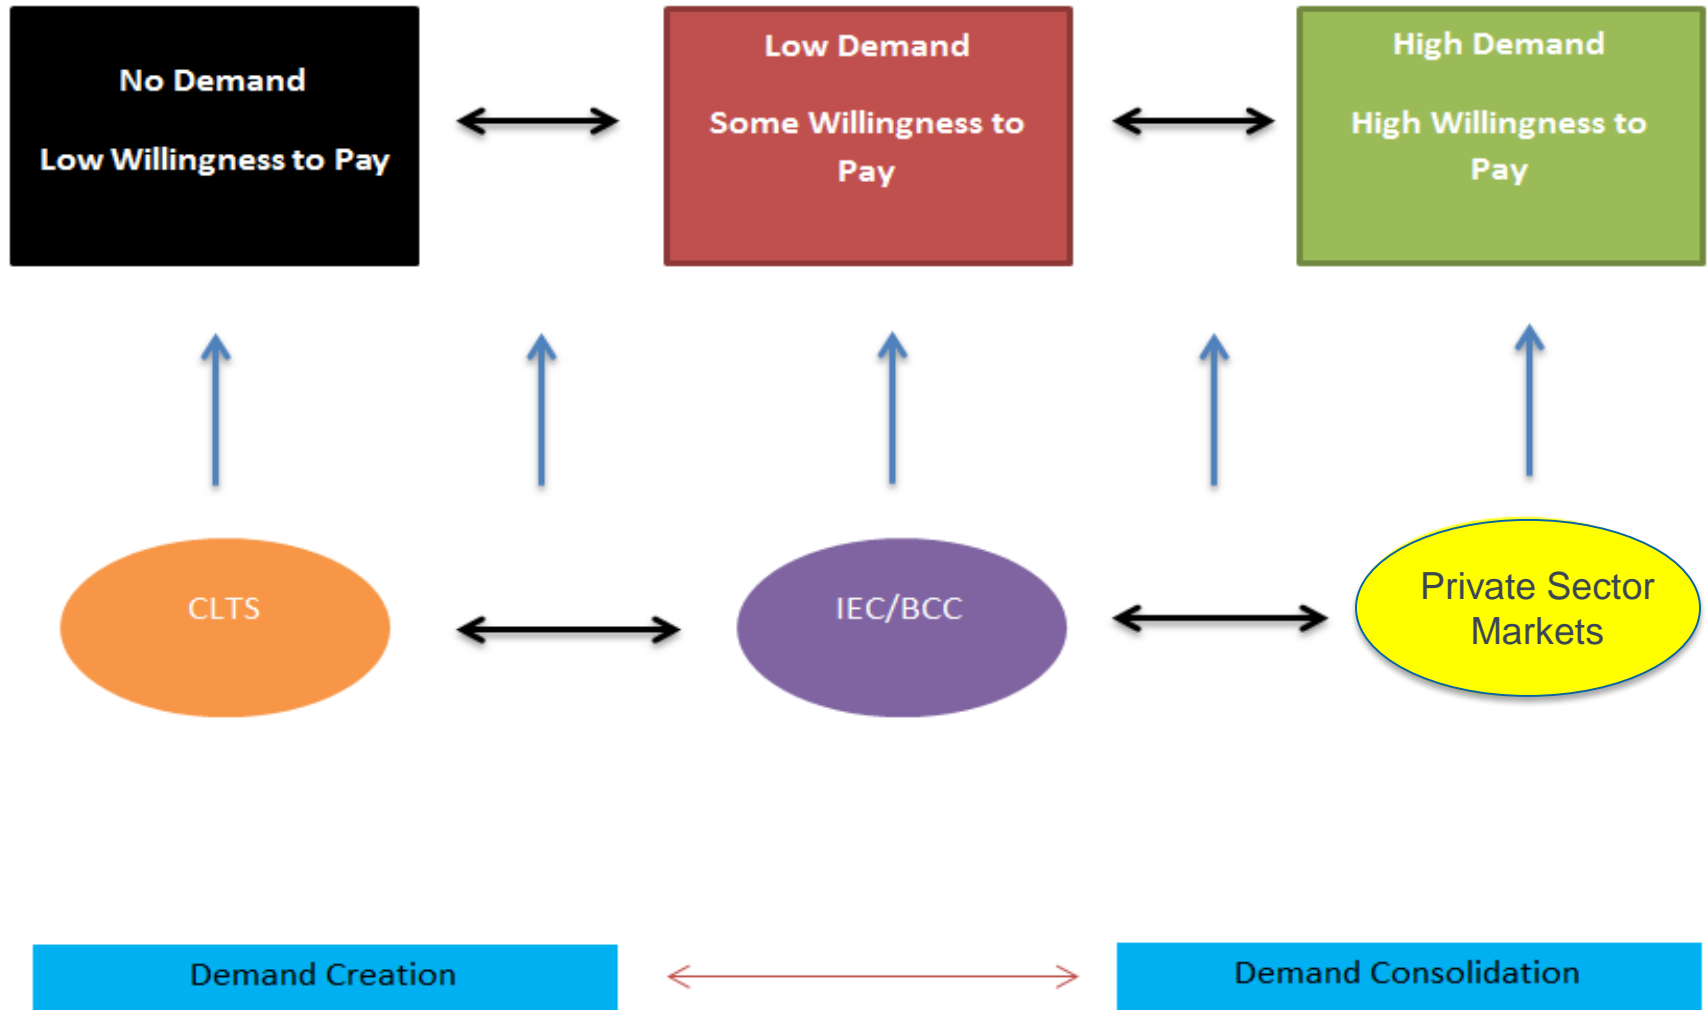 No Demand
Low Willingness to Pay
Low Demand
Some Willingness to
Pay
High Demand
High Willingness to
Pay
CLTS
IEC/BCC
Private Sector
Markets
Demand Creation
Demand Consolidation